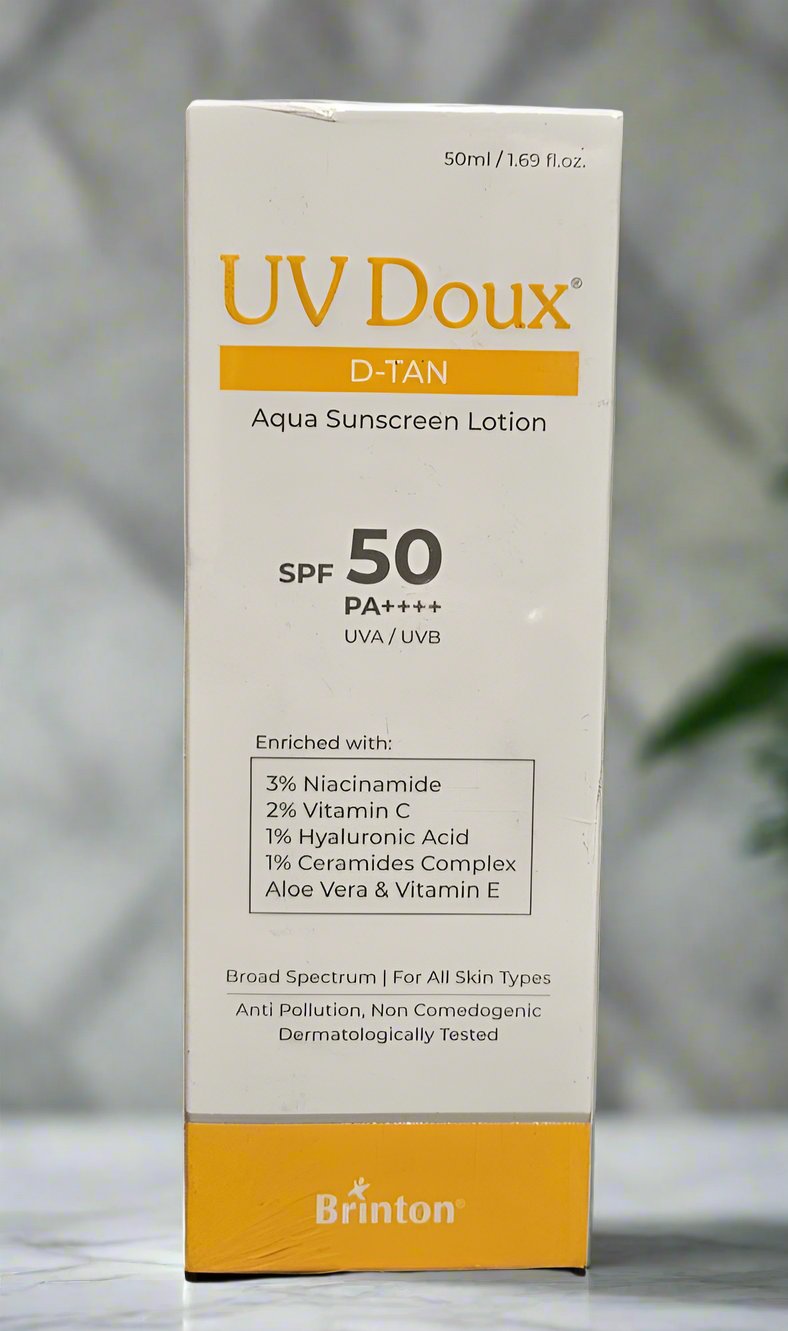 50ml / 1.69 fl.oz.
UV Doux®
D-TAN
Aqua Sunscreen Lotion
SPF 50
PA++++
UVA / UVB
Enriched with:
3% Niacinamide
2% Vitamin C
1% Hyaluronic Acid
1% Ceramides Complex
Aloe Vera & Vitamin E
Broad Spectrum | For All Skin Types
Anti Pollution, Non Comedogenic
Dermatologically Tested
Brinton®